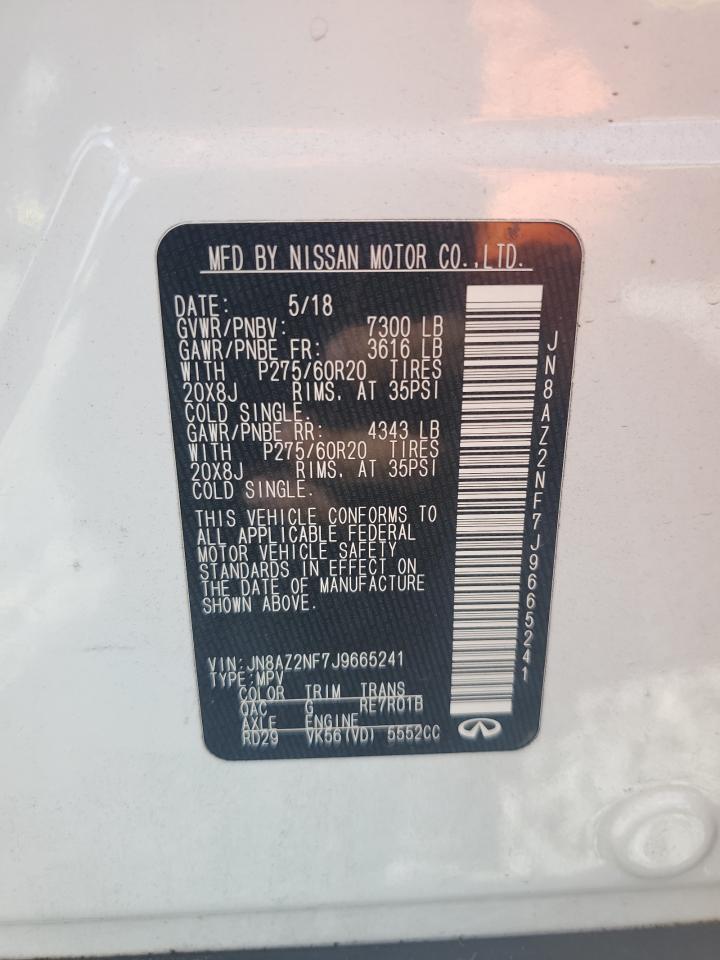 MFD BY NISSAN MOTOR CO.,LTD.
DATE: 5/18
GVWR/PNBV: 7300 LB
GAWR/PNBE FR: 3616 LB
WITH P275/60R20 TIRES
20X8J RIMS, AT 35PSI
COLD SINGLE.
GAWR/PNBE RR: 4343 LB
WITH P275/60R20 TIRES
20X8J RIMS, AT 35PSI
COLD SINGLE.
THIS VEHICLE CONFORMS TO
ALL APPLICABLE FEDERAL
MOTOR VEHICLE SAFETY
STANDARDS IN EFFECT ON
THE DATE OF MANUFACTURE
SHOWN ABOVE.
VIN:JN8AZ2NF7J9665241
TYPE:MPV
COLOR TRIM TRANS
QAC G RE7R01B
AXLE ENGINE
RD29 VK56(VD) 5552CC
JN8AZ2NF7J9665241